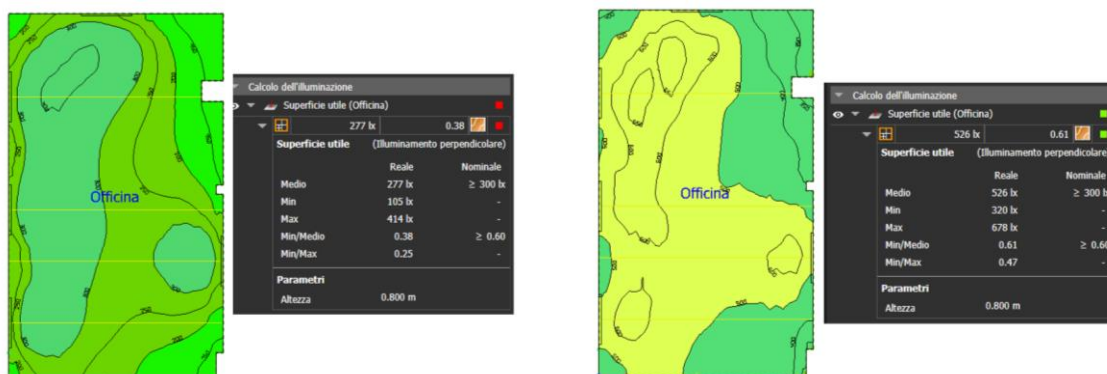 Officina
Calcolo dell'illuminazione
Superficie utile (Officina)
277 lx 0.38
Superficie utile (Illuminamento perpendicolare)
Reale Nominale
Medio 277 lx ≥ 300 lx
Min 105 lx -
Max 414 lx -
Min/Medio 0.38 ≥ 0.60
Min/Max 0.25 -
Parametri
Altezza 0.800 m
Officina
Calcolo dell'illuminazione
Superficie utile (Officina)
526 lx 0.61
Superficie utile (Illuminamento perpendicolare)
Reale Nominale
Medio 526 lx ≥ 300 lx
Min 320 lx -
Max 678 lx -
Min/Medio 0.61 ≥ 0.60
Min/Max 0.47 -
Parametri
Altezza 0.800 m